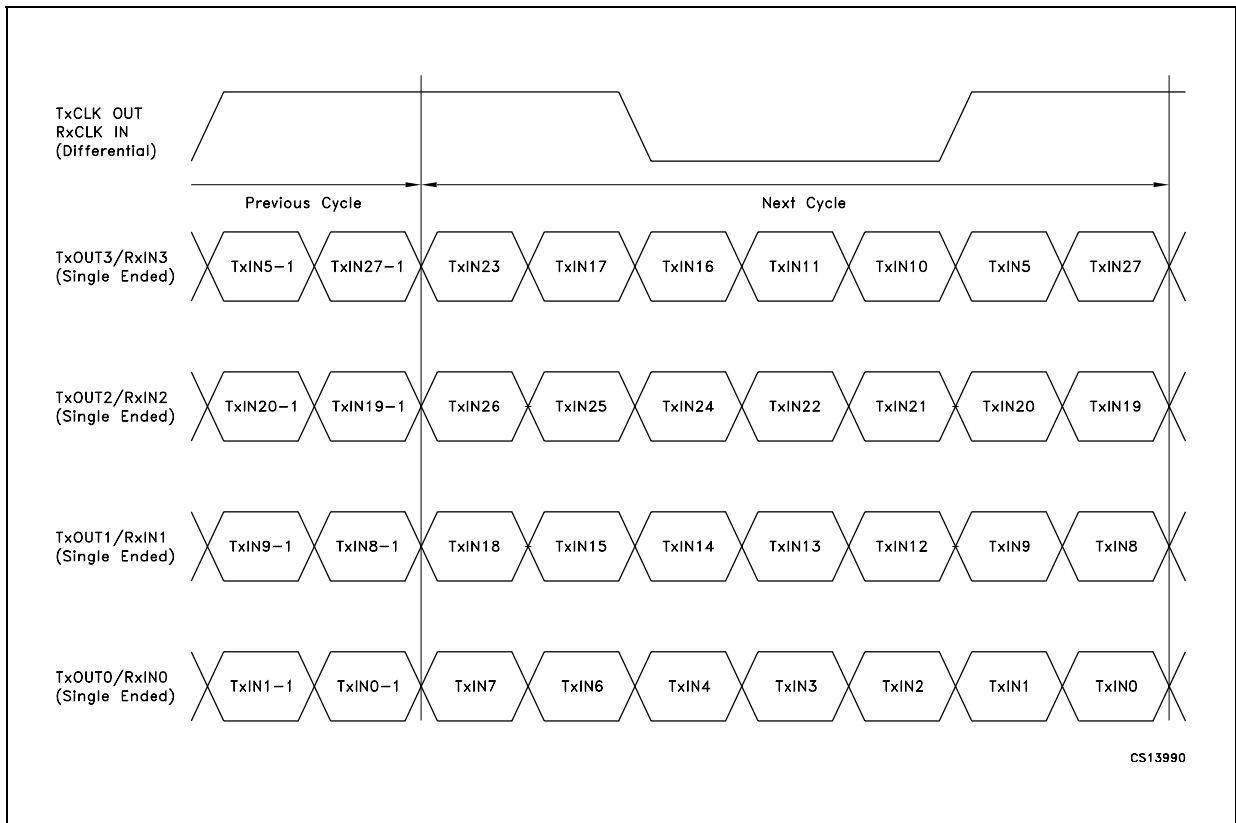 TxCLK OUT
RxCLK IN
(Differential)
Previous Cycle
Next Cycle
TxOUT3/RxIN3
(Single Ended)
TxIN5-1 TxIN27-1 TxIN23 TxIN17 TxIN16 TxIN11 TxIN10 TxIN5 TxIN27
TxOUT2/RxIN2
(Single Ended)
TxIN20-1 TxIN19-1 TxIN26 TxIN25 TxIN24 TxIN22 TxIN21 TxIN20 TxIN19
TxOUT1/RxIN1
(Single Ended)
TxIN9-1 TxIN8-1 TxIN18 TxIN15 TxIN14 TxIN13 TxIN12 TxIN9 TxIN8
TxOUT0/RxIN0
(Single Ended)
TxIN1-1 TxIN0-1 TxIN7 TxIN6 TxIN4 TxIN3 TxIN2 TxIN1 TxIN0
CS13990